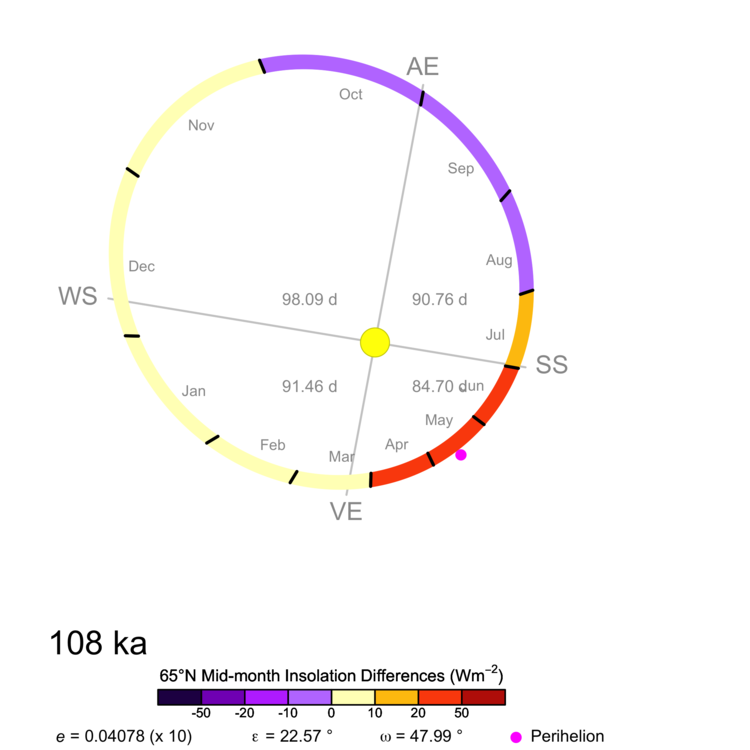 AE
Oct
Nov
Sep
Aug
Dec
WS
98.09 d
90.76 d
Jul
SS
91.46 d
84.70 d
Jun
Jan
May
Feb
Apr
Mar
VE
108 ka
65°N Mid-month Insolation Differences (Wm⁻²)
-50 -20 -10 0 10 20 50
e = 0.04078 (x 10) ε = 22.57 ° ω = 47.99 ° Perihelion